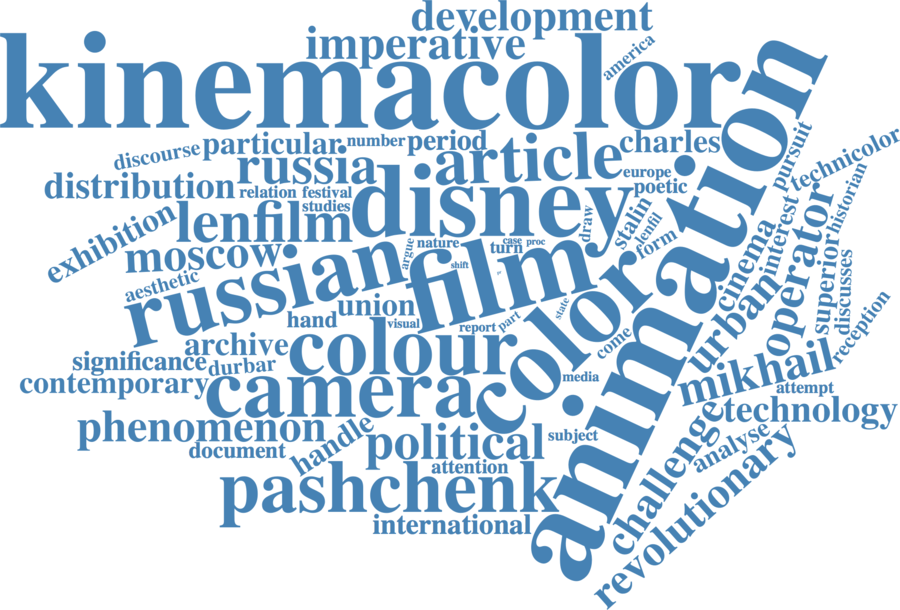 development
imperative
america
kinemacolor
animation
discourse
particular
number
period
charles
pursuit
technicolor
russia
article
europe
distribution
relation
festival
disney
poetic
interest
historian
studies
exhibition
lenfilm
draw
stalin
lenfil
form
cinema
operator
moscow
russian
argue
nature
case
proc
turn
film
shift
color
urban
superior
discusses
aesthetic
union
state
hand
visual
report
part
come
reception
archive
colour
significance
durbar
contemporary
camera
media
mikhail
attempt
phenomenon
handle
political
subject
challenge
technology
document
attention
analyse
pashchenk
revolutionary
international